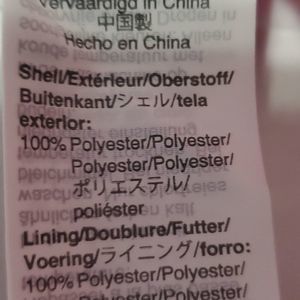 Vervaardigd in China
中国製
Hecho en China
Shell/Extérieur/Oberstoff/
Buitenkant/シェル/tela
exterior:
100% Polyester/Polyester/
Polyester/Polyester/
ポリエステル/
poliéster
Lining/Doublure/Futter/
Voering/ライニング/forro:
100% Polyester/Polyester/
Polyester/Polyester/